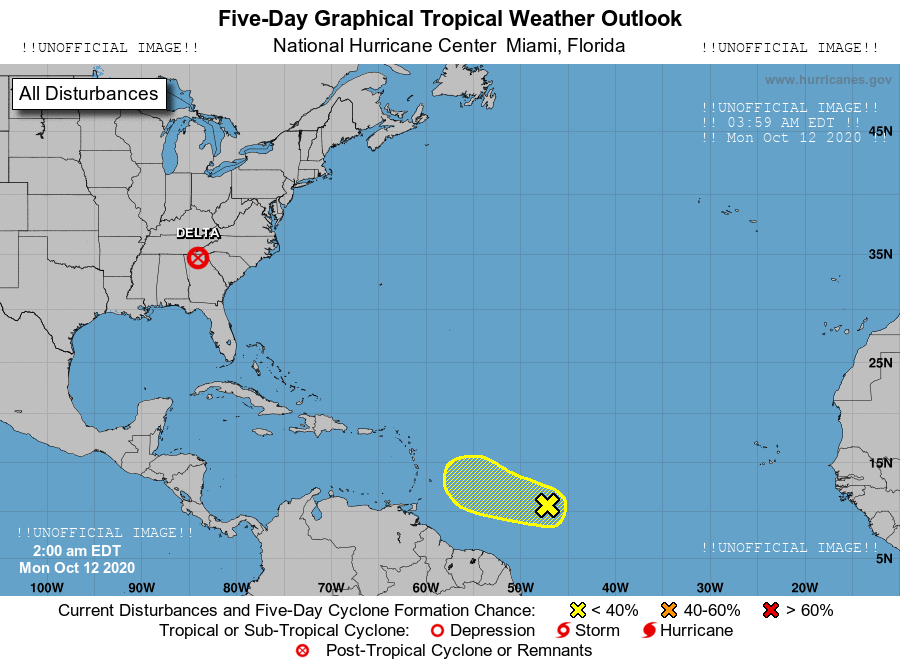 Five-Day Graphical Tropical Weather Outlook
!!UNOFFICIAL IMAGE!! National Hurricane Center  Miami, Florida !!UNOFFICIAL IMAGE!!
www.hurricanes.gov
All Disturbances
!!UNOFFICIAL IMAGE!!
!! 03:59 AM EDT !!
!! Mon Oct 12 2020 !!
45N
DELTA
35N
25N
15N
!!UNOFFICIAL IMAGE!!
2:00 am EDT
!!UNOFFICIAL IMAGE!!
5N
Mon Oct 12 2020
100W 90W 80W 70W 60W 50W 40W 30W 20W
Current Disturbances and Five-Day Cyclone Formation Chance: < 40% 40-60% > 60%
Tropical or Sub-Tropical Cyclone: Depression Storm Hurricane
Post-Tropical Cyclone or Remnants